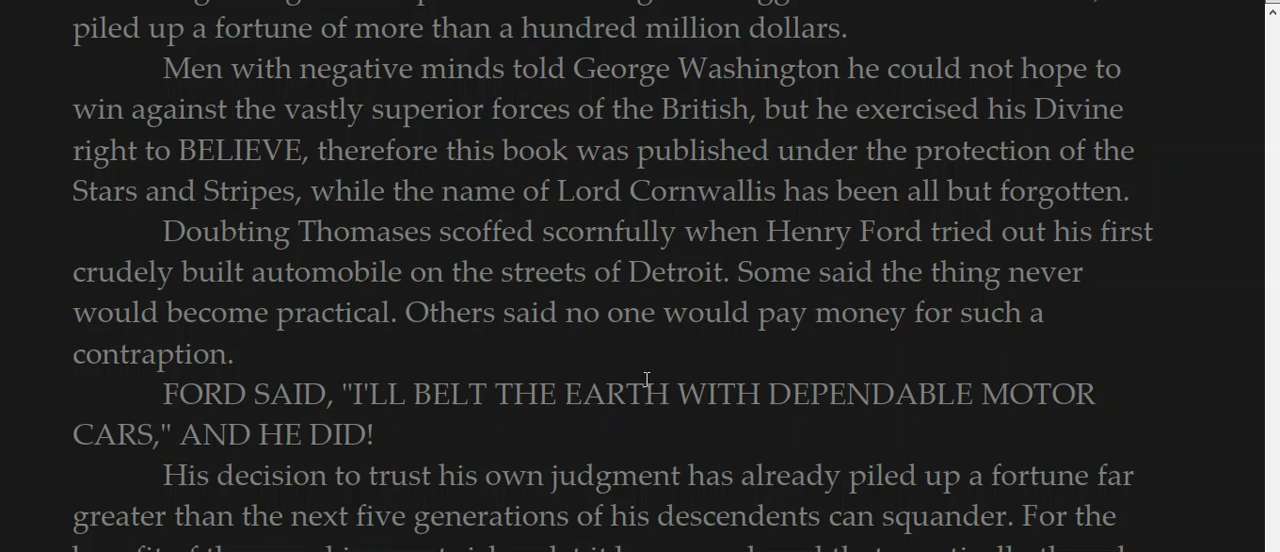 piled up a fortune of more than a hundred million dollars.
Men with negative minds told George Washington he could not hope to
win against the vastly superior forces of the British, but he exercised his Divine
right to BELIEVE, therefore this book was published under the protection of the
Stars and Stripes, while the name of Lord Cornwallis has been all but forgotten.
Doubting Thomases scoffed scornfully when Henry Ford tried out his first
crudely built automobile on the streets of Detroit. Some said the thing never
would become practical. Others said no one would pay money for such a
contraption.
FORD SAID, "I'LL BELT THE EARTH WITH DEPENDABLE MOTOR
CARS," AND HE DID!
His decision to trust his own judgment has already piled up a fortune far
greater than the next five generations of his descendents can squander. For the